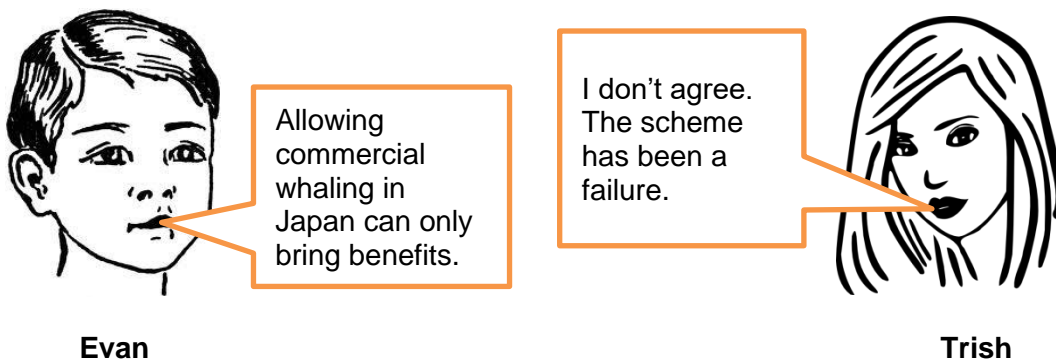 Allowing
commercial
whaling in
Japan can only
bring benefits.
I don’t agree.
The scheme
has been a
failure.
Evan
Trish